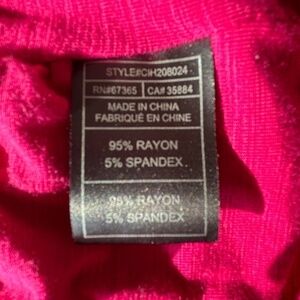 STYLE#CIH208024
RN#67365 CA# 35884
MADE IN CHINA
FABRIQUÉ EN CHINE
95% RAYON
5% SPANDEX
95% RAYON
5% SPANDEX